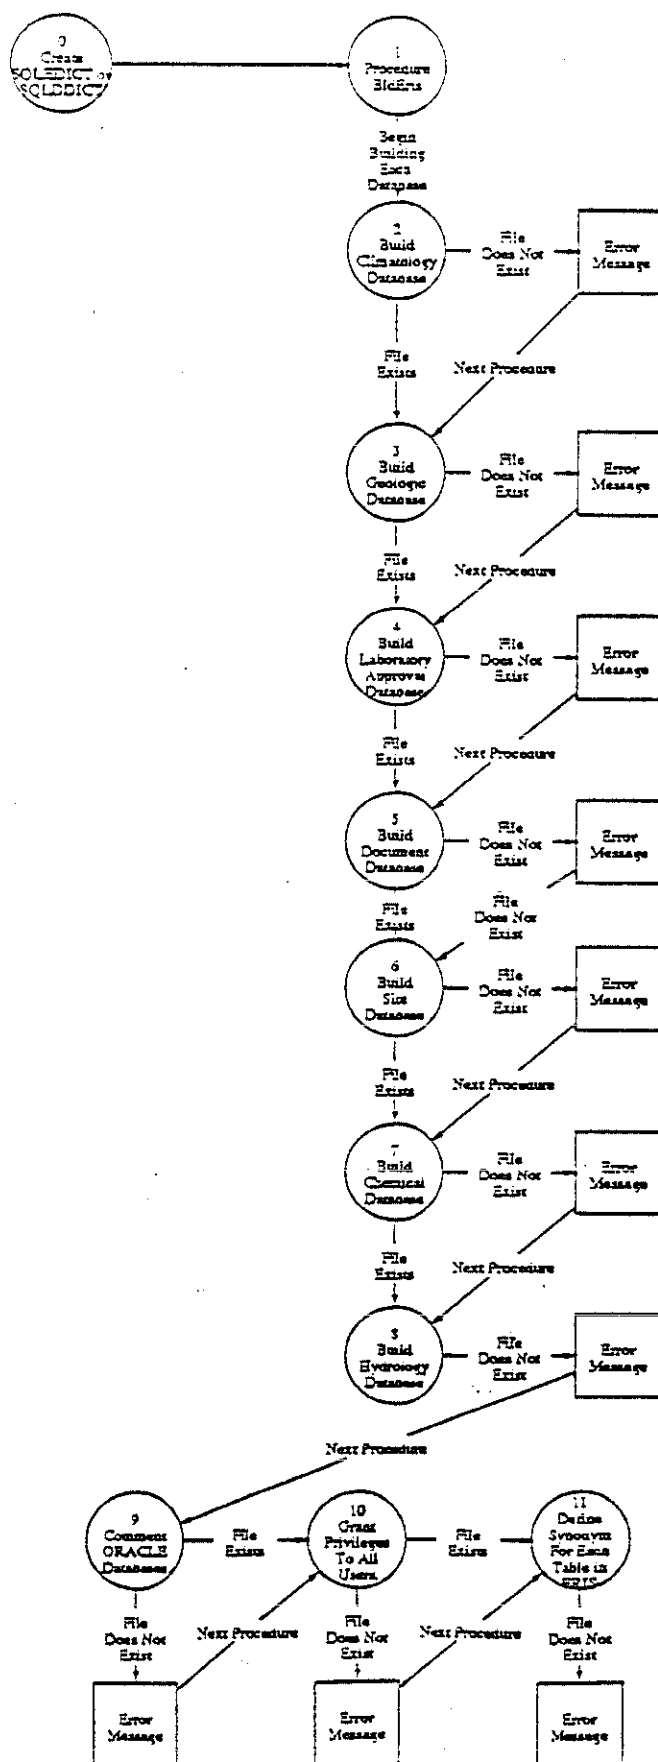 0
Create
SQLEDICT or
SQLDDICT
1
Procedure
Begin
Building
Each
Database
2
Build
Climatology
Database
File
Does Not
Exist
Error
Message
File
Exists
Next Procedure
3
Build
Geologic
Database
File
Does Not
Exist
Error
Message
File
Exists
Next Procedure
4
Build
Laboratory
Approval
Database
File
Does Not
Exist
Error
Message
File
Exists
Next Procedure
5
Build
Document
Database
File
Does Not
Exist
Error
Message
File
Exists
File
Does Not
Exist
6
Build
Site
Database
File
Does Not
Exist
Error
Message
File
Exists
Next Procedure
7
Build
Chemical
Database
File
Does Not
Exist
Error
Message
File
Exists
Next Procedure
8
Build
Hydrology
Database
File
Does Not
Exist
Error
Message
Next Procedure
9
Comment
ORACLE
Databases
File
Exists
10
Grant
Privileges
To All
Users
File
Exists
11
Define
Synonym
For Each
Table in
File
Does Not
Exist
Next Procedure
File
Does Not
Exist
Next Procedure
File
Does Not
Exist
Error
Message
Error
Message
Error
Message